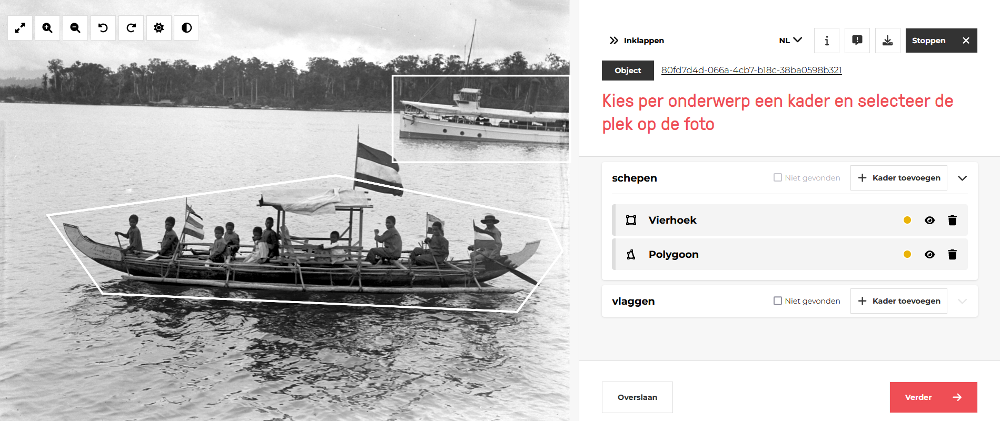 Inklappen
NL
Stoppen
Object
80fd7d4d-066a-4cb7-b18c-38ba0598b321
Kies per onderwerp een kader en selecteer de
plek op de foto
schepen
Niet gevonden
Kader toevoegen
Vierhoek
Polygoon
vlaggen
Niet gevonden
Kader toevoegen
Overslaan
Verder